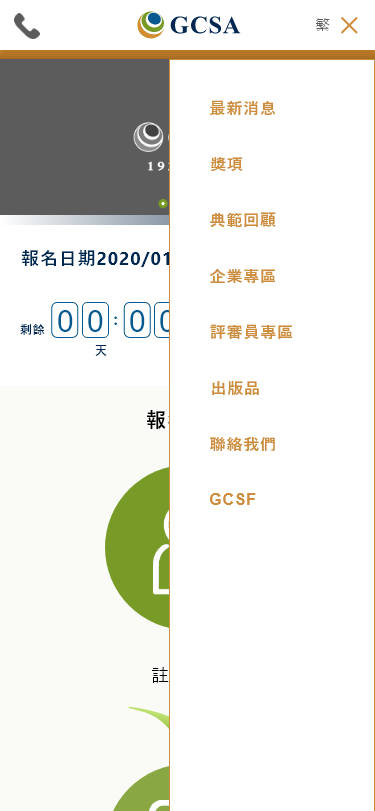 GCSA
繁
最新消息
獎項
典範回顧
企業專區
評審員專區
出版品
聯絡我們
GCSF
報名日期2020/01
剩餘
0 0 : 0 0
天
報
註